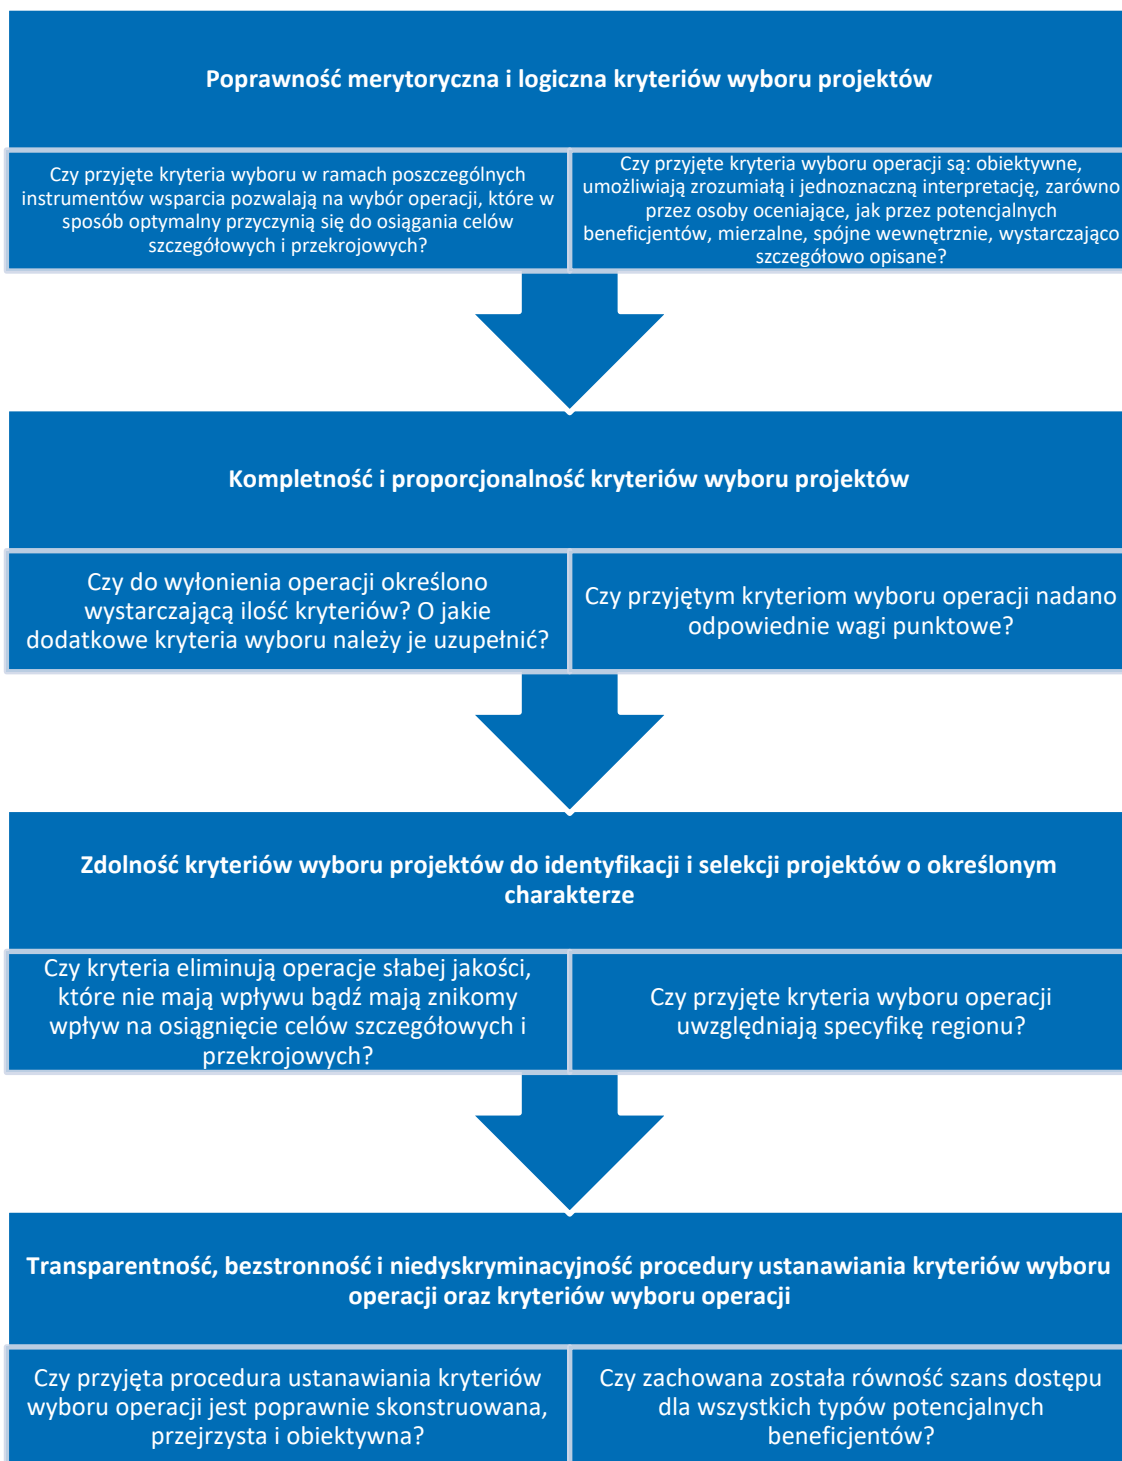 Poprawność merytoryczna i logiczna kryteriów wyboru projektów
Czy przyjęte kryteria wyboru w ramach poszczególnych
instrumentów wsparcia pozwalają na wybór operacji, które w
sposób optymalny przyczynią się do osiągania celów
szczegółowych i przekrojowych?
Czy przyjęte kryteria wyboru operacji są: obiektywne,
umożliwiają zrozumiałą i jednoznaczną interpretację, zarówno
przez osoby oceniające, jak przez potencjalnych
beneficjentów, mierzalne, spójne wewnętrznie, wystarczająco
szczegółowo opisane?
Kompletność i proporcjonalność kryteriów wyboru projektów
Czy do wyłonienia operacji określono
wystarczającą ilość kryteriów? O jakie
dodatkowe kryteria wyboru należy je uzupełnić?
Czy przyjętym kryteriom wyboru operacji nadano
odpowiednie wagi punktowe?
Zdolność kryteriów wyboru projektów do identyfikacji i selekcji projektów o określonym
charakterze
Czy kryteria eliminują operacje słabej jakości,
które nie mają wpływu bądź mają znikomy
wpływ na osiągnięcie celów szczegółowych i
przekrojowych?
Czy przyjęte kryteria wyboru operacji
uwzględniają specyfikę regionu?
Transparentność, bezstronność i niedyskryminacyjność procedury ustanawiania kryteriów wyboru
operacji oraz kryteriów wyboru operacji
Czy przyjęta procedura ustanawiania kryteriów
wyboru operacji jest poprawnie skonstruowana,
przejrzysta i obiektywna?
Czy zachowana została równość szans dostępu
dla wszystkich typów potencjalnych
beneficjentów?